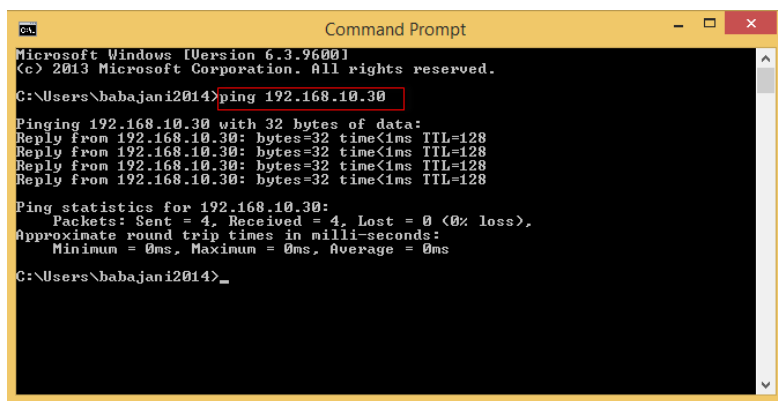 Command Prompt
Microsoft Windows [Version 6.3.9600]
(c) 2013 Microsoft Corporation. All rights reserved.
C:\Users\babajani2014>ping 192.168.10.30
Pinging 192.168.10.30 with 32 bytes of data:
Reply from 192.168.10.30: bytes=32 time<1ms TTL=128
Reply from 192.168.10.30: bytes=32 time<1ms TTL=128
Reply from 192.168.10.30: bytes=32 time<1ms TTL=128
Reply from 192.168.10.30: bytes=32 time<1ms TTL=128
Ping statistics for 192.168.10.30:
Packets: Sent = 4, Received = 4, Lost = 0 (0% loss),
Approximate round trip times in milli-seconds:
Minimum = 0ms, Maximum = 0ms, Average = 0ms
C:\Users\babajani2014>_